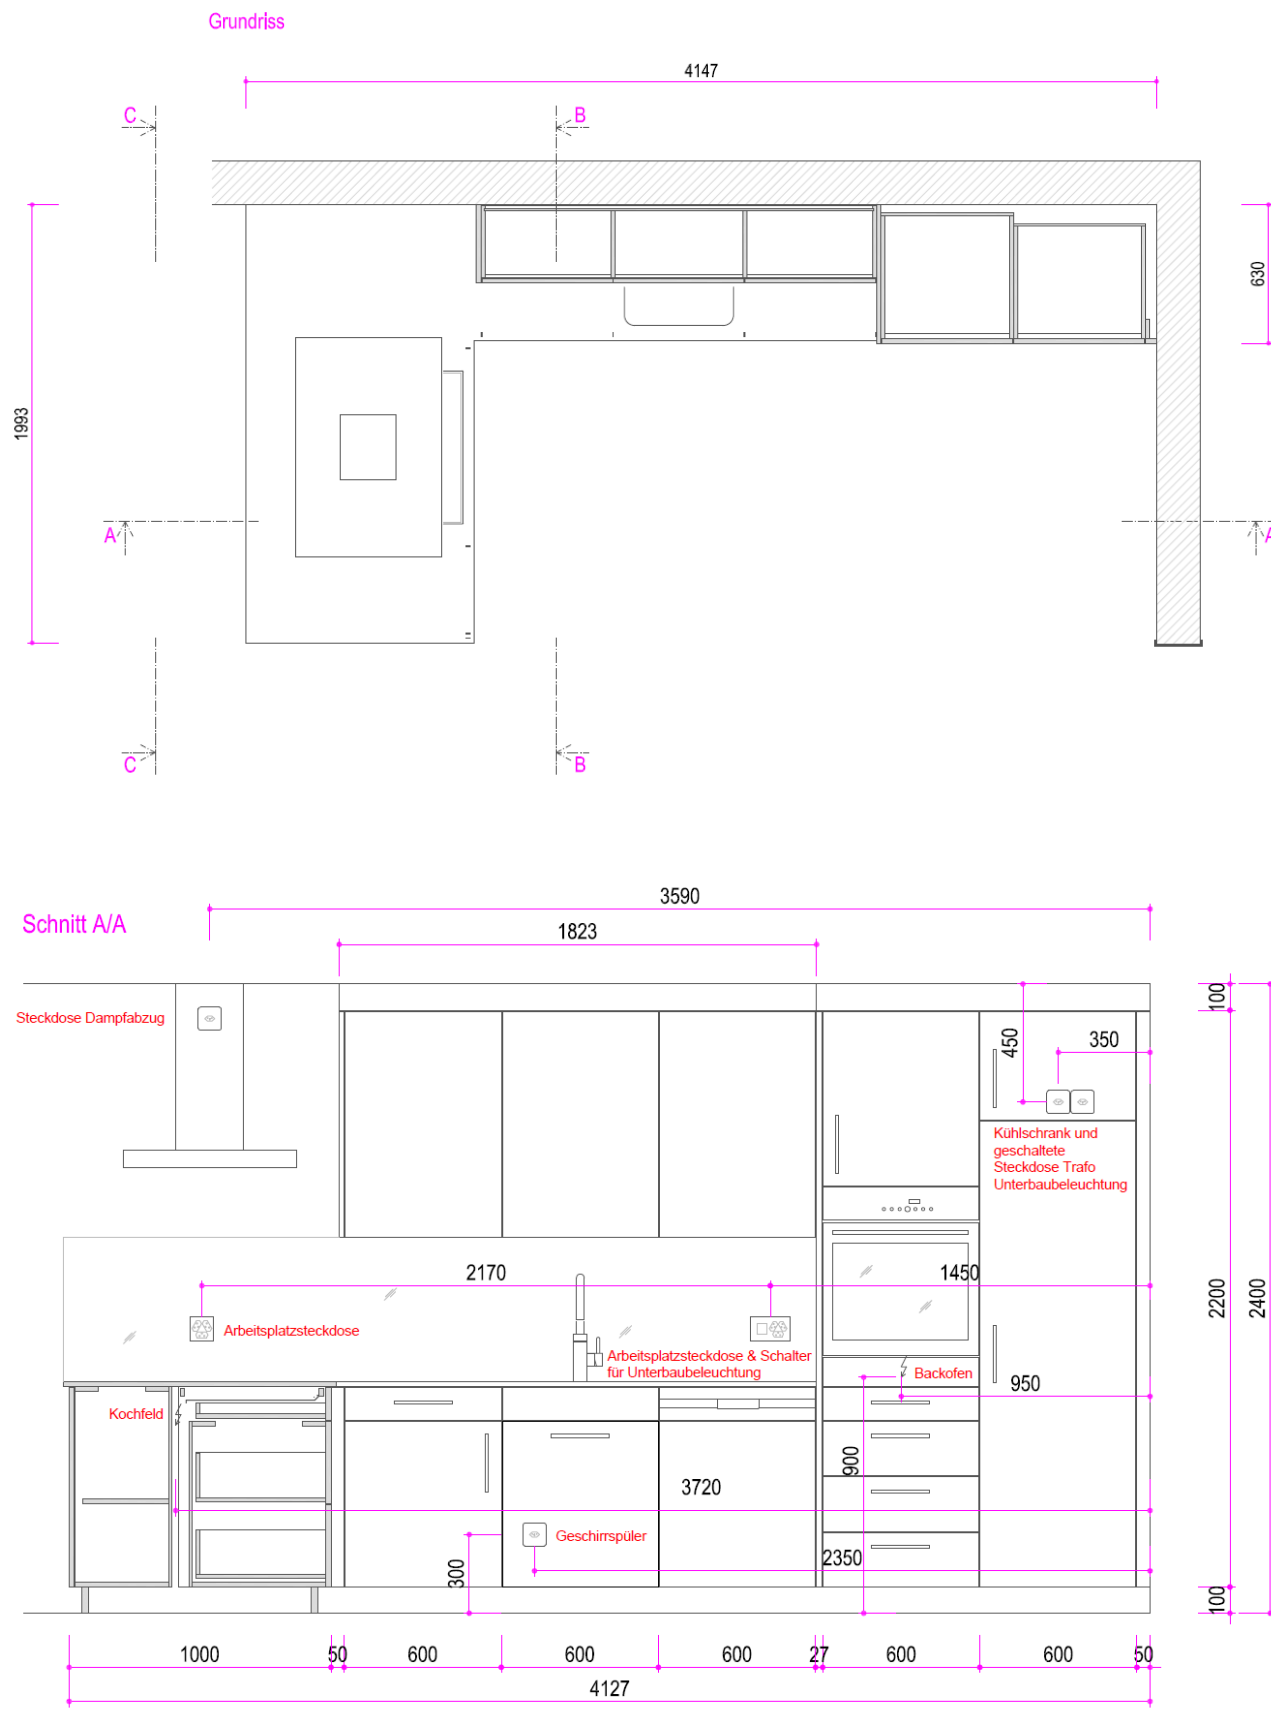 Grundriss
4147
C
B
630
1993
A
A
C
B
3590
Schnitt A/A
1823
100
Steckdose Dampfabzug
450
350
Kühlschrank und
geschaltete
Steckdose Trafo
Unterbaubeleuchtung
2170
1450
2200
2400
Arbeitsplatzsteckdose
Arbeitsplatzsteckdose & Schalter
für Unterbaubeleuchtung
Backofen
950
Kochfeld
900
3720
Geschirrspüler
300
2350
100
1000
50
600
600
600
27
600
600
50
4127